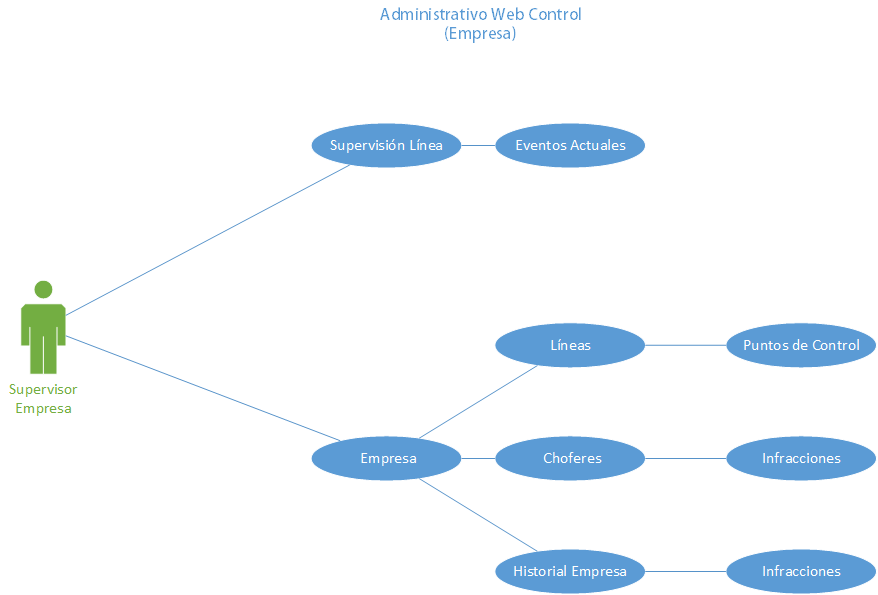 Administrativo Web Control
(Empresa)
Supervisión Línea
Eventos Actuales
Líneas
Puntos de Control
Supervisor
Empresa
Empresa
Choferes
Infracciones
Historial Empresa
Infracciones